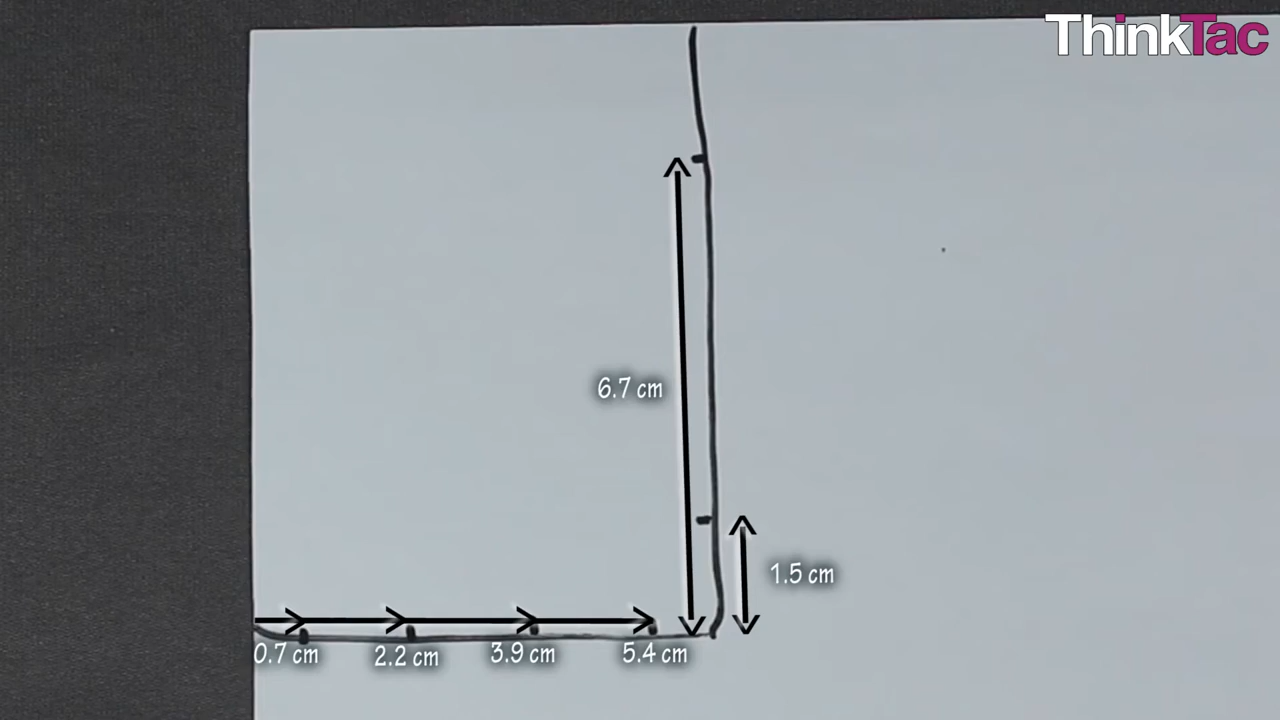 ThinkTac
6.7 cm
1.5 cm
0.7 cm
2.2 cm
3.9 cm
5.4 cm